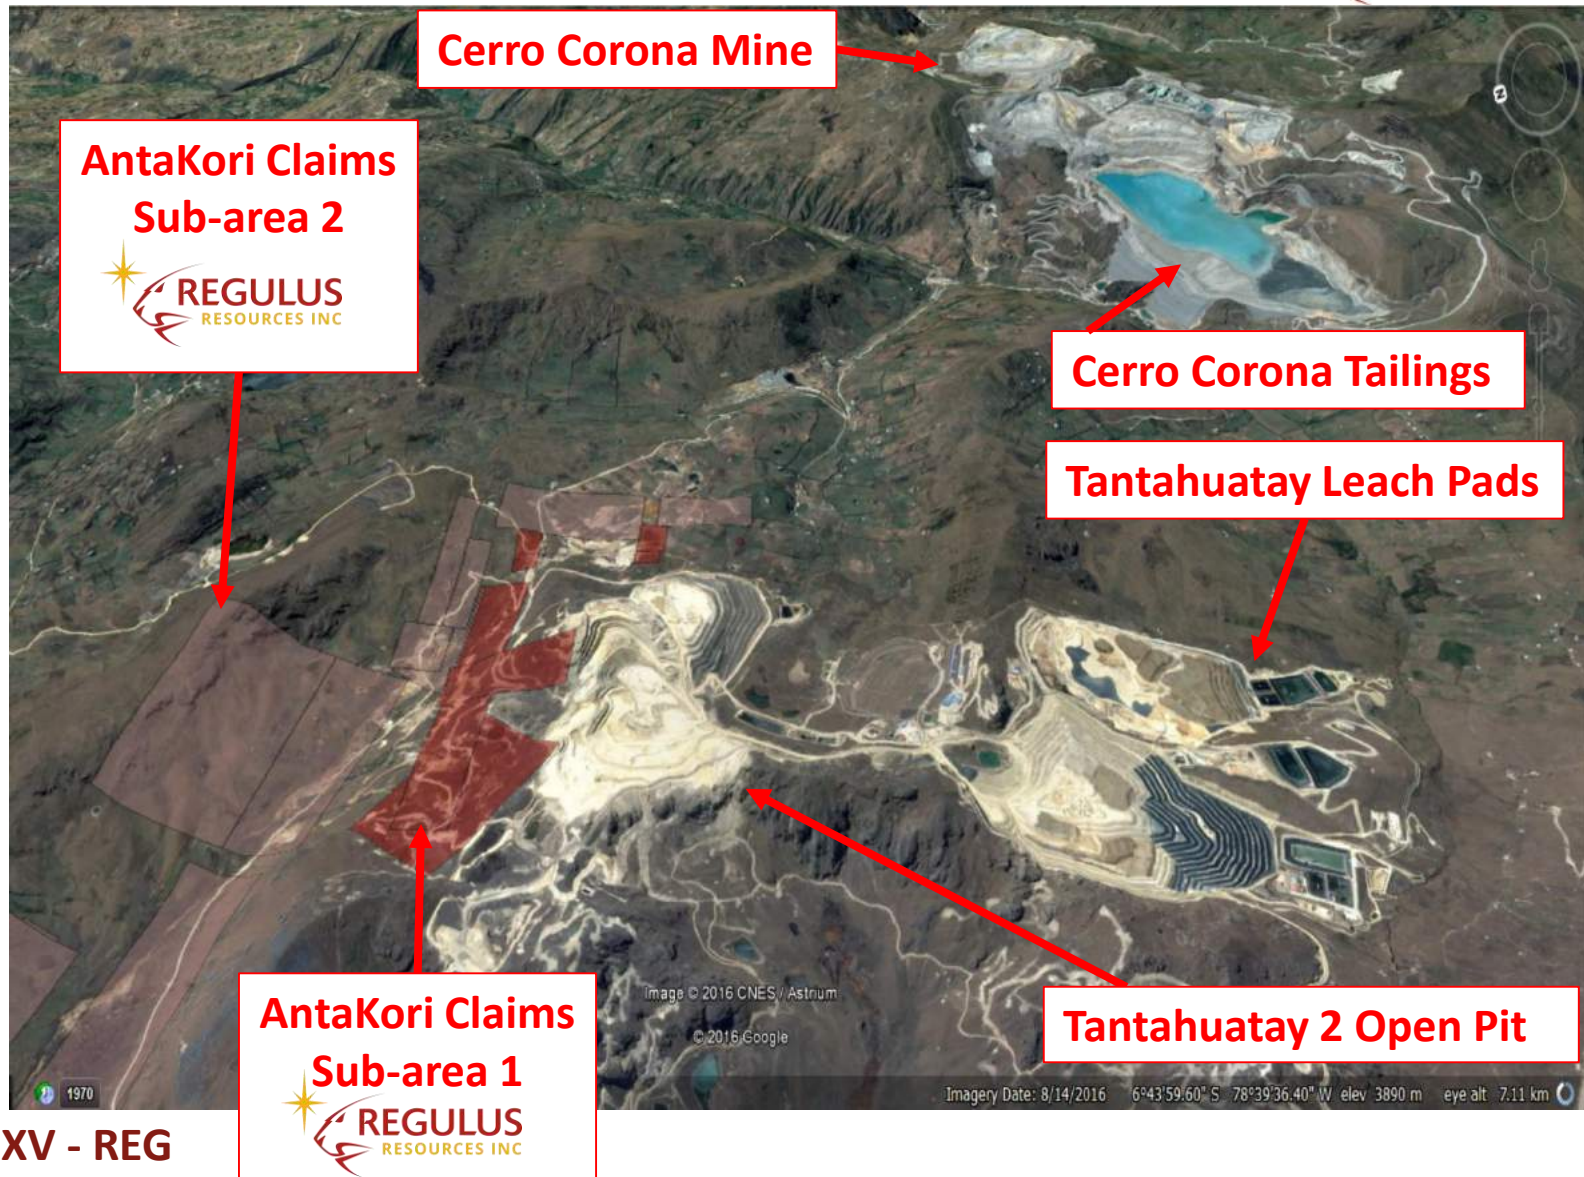 Cerro Corona Mine
AntaKori Claims
Sub-area 2
REGULUS
RESOURCES INC
Cerro Corona Tailings
Tantahuatay Leach Pads
Tantahuatay 2 Open Pit
AntaKori Claims
Sub-area 1
REGULUS
RESOURCES INC
Image © 2016 CNES / Astrium
© 2016 Google
N
1970
Imagery Date: 8/14/2016 6°43'59.60" S 78°39'36.40" W elev 3890 m eye alt 7.11 km
XV - REG